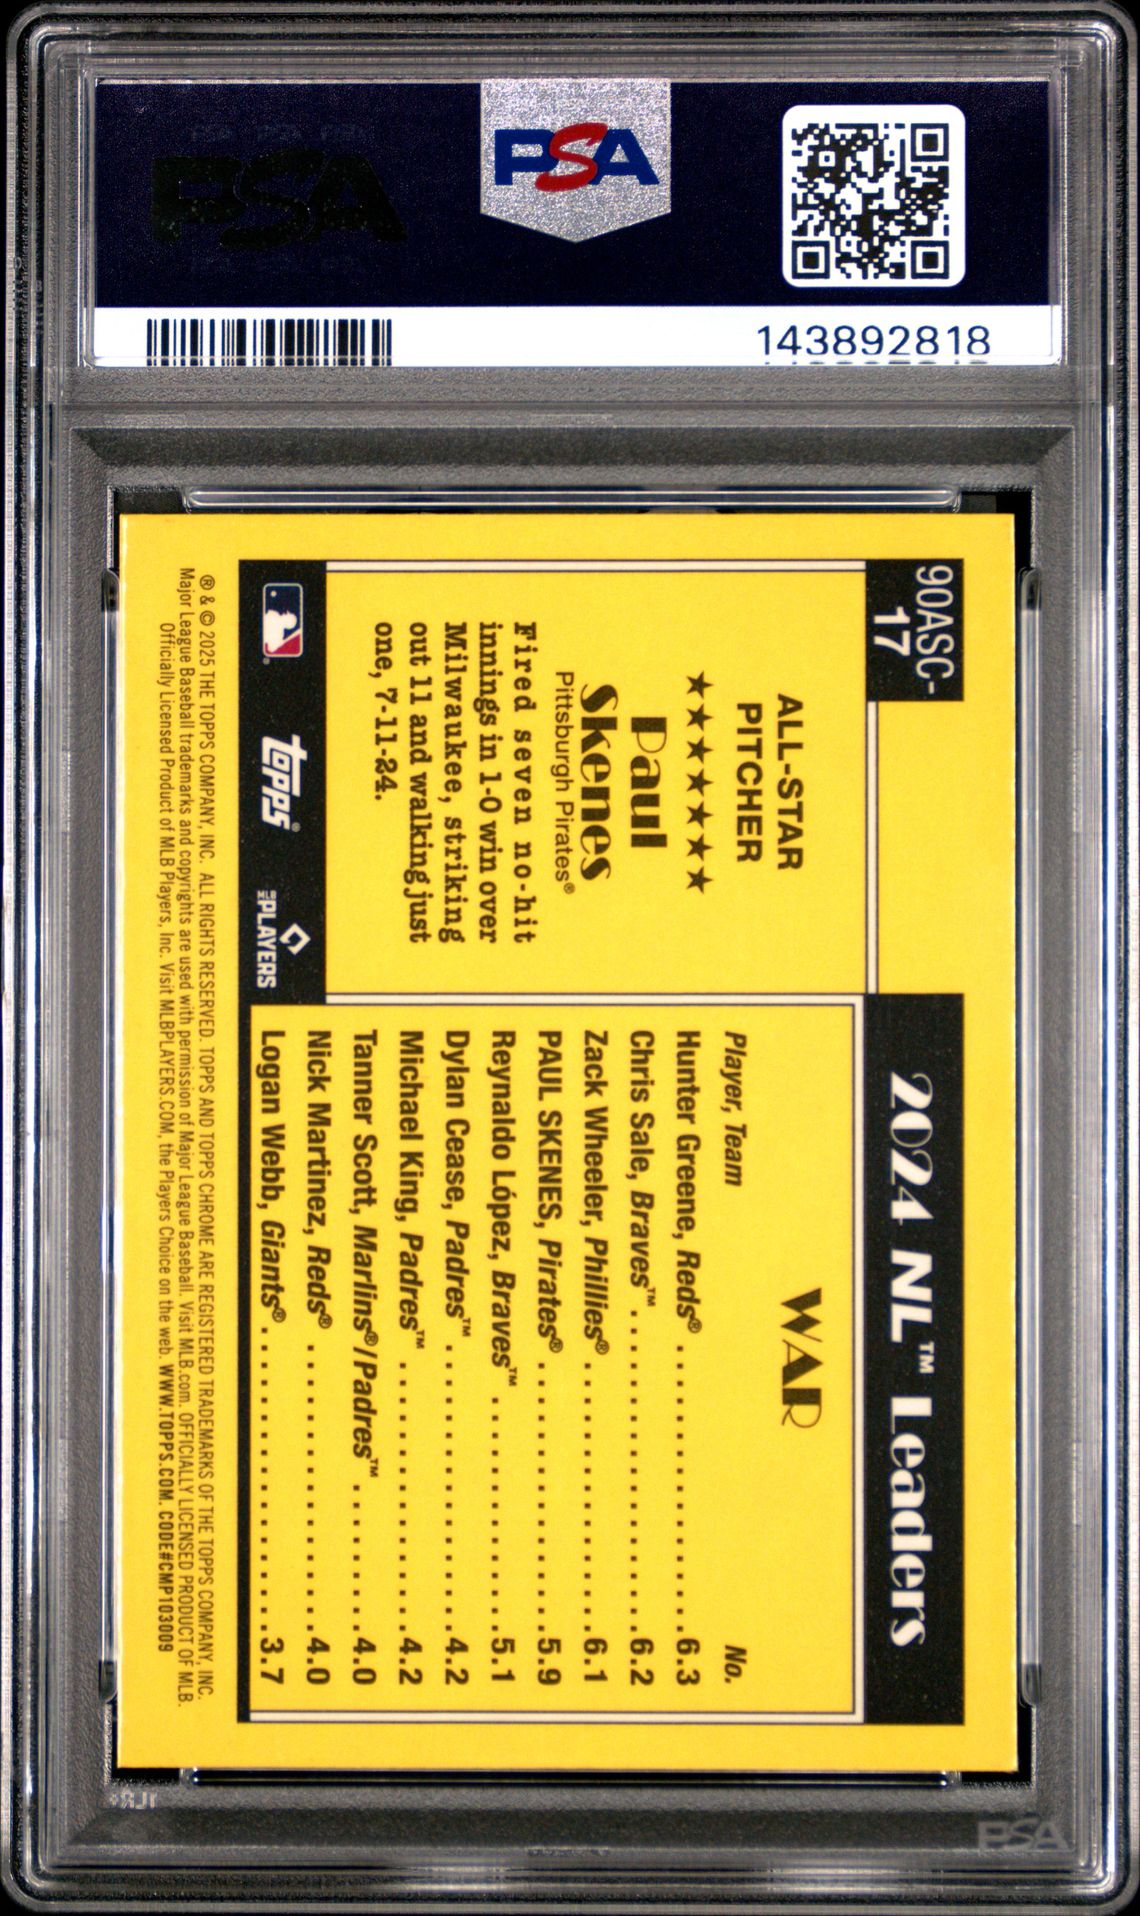 PSA
PSA
143892818
90ASC-
17
ALL-STAR
PITCHER
★★★★★★★
Paul
Skenes
Pittsburgh Pirates®
Fired seven no-hit
innings in 1-0 win over
Milwaukee, striking
out 11 and walking just
one, 7-11-24.
topps®
MLB PLAYERS
2024 NL™ Leaders
WAR
Player, Team No.
Hunter Greene, Reds® . . . . . . . . . . . . . . . . . . . 6.3
Chris Sale, Braves™ . . . . . . . . . . . . . . . . . . . . 6.2
Zack Wheeler, Phillies® . . . . . . . . . . . . . . . . . . 6.1
PAUL SKENES, Pirates® . . . . . . . . . . . . . . . . . . 5.9
Reynaldo López, Braves™ . . . . . . . . . . . . . . . . 5.1
Dylan Cease, Padres™ . . . . . . . . . . . . . . . . . . . 4.2
Michael King, Padres™ . . . . . . . . . . . . . . . . . . 4.2
Tanner Scott, Marlins®/Padres™ . . . . . . . . . . . 4.0
Nick Martinez, Reds® . . . . . . . . . . . . . . . . . . . 4.0
Logan Webb, Giants® . . . . . . . . . . . . . . . . . . . 3.7
® & © 2025 THE TOPPS COMPANY, INC. ALL RIGHTS RESERVED. TOPPS AND TOPPS CHROME ARE REGISTERED TRADEMARKS OF THE TOPPS COMPANY, INC.
Major League Baseball trademarks and copyrights are used with permission of Major League Baseball. Visit MLB.com. OFFICIALLY LICENSED PRODUCT OF MLB
Officially Licensed Product of MLB Players, Inc. Visit MLBPLAYERS.COM, the Players Choice on the web. WWW.TOPPS.COM. CODE#CMP103009
PSA